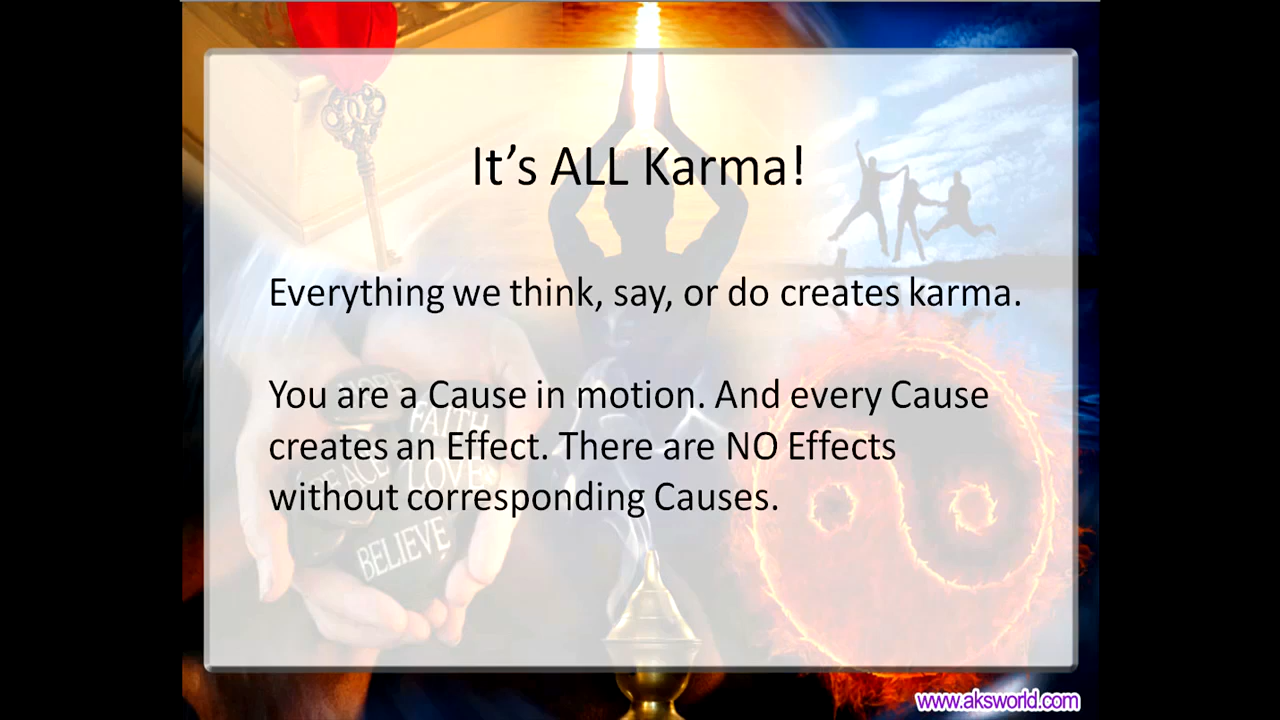 It’s ALL Karma!
Everything we think, say, or do creates karma.
You are a Cause in motion. And every Cause
creates an Effect. There are NO Effects
without corresponding Causes.
HOPE
FAITH
PEACE LOVE
BELIEVE
www.aksworld.com